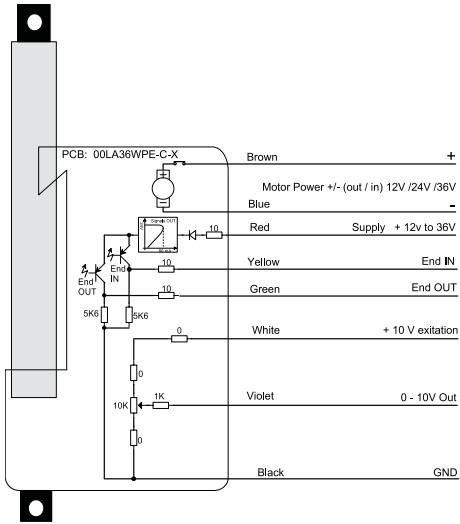 PCB: 00LA36WPE-C-X
Brown +
Motor Power +/- (out / in) 12V /24V /36V
Blue -
Signals OUT
10
Red Supply + 12v to 36V
End IN
10
Yellow End IN
End OUT
10
Green End OUT
5K6
5K6
0
White + 10 V exitation
0
10K
1K
Violet 0 - 10V Out
0
Black GND